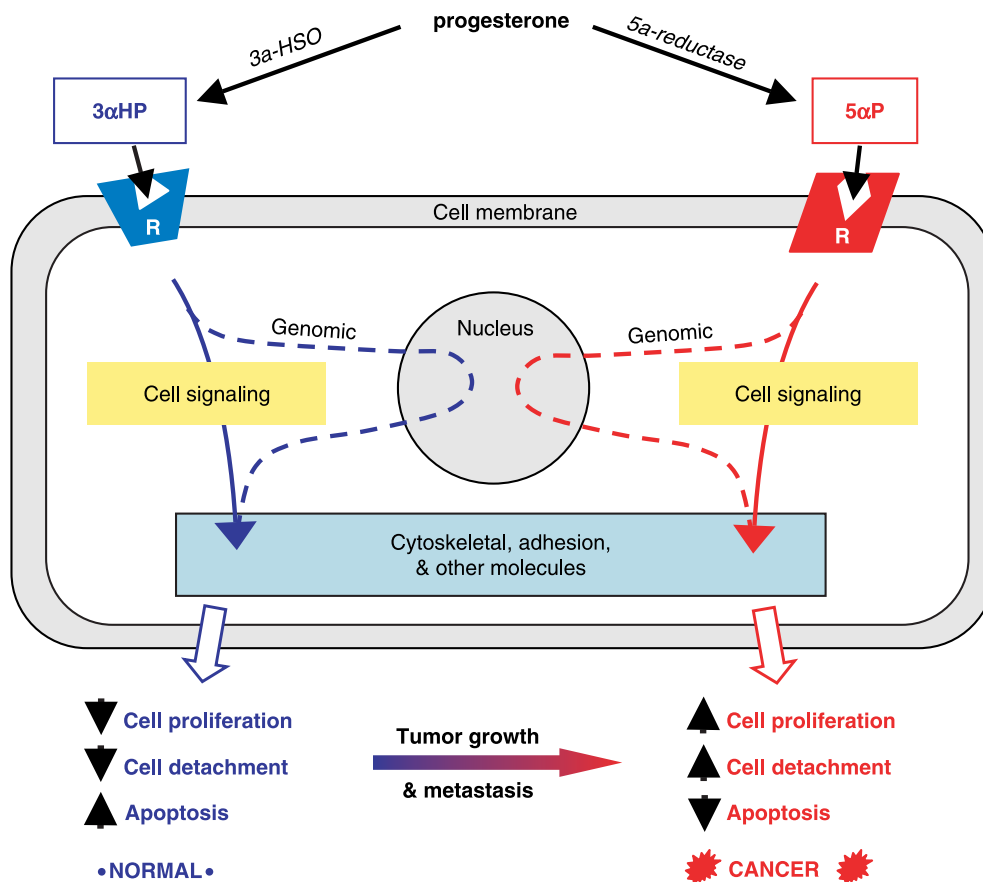 progesterone
3a-HSO
5a-reductase
3αHP
5αP
R
R
Cell membrane
Genomic
Nucleus
Genomic
Cell signaling
Cell signaling
Cytoskeletal, adhesion,
& other molecules
Cell proliferation
Cell detachment
Apoptosis
•NORMAL•
Tumor growth
& metastasis
Cell proliferation
Cell detachment
Apoptosis
CANCER